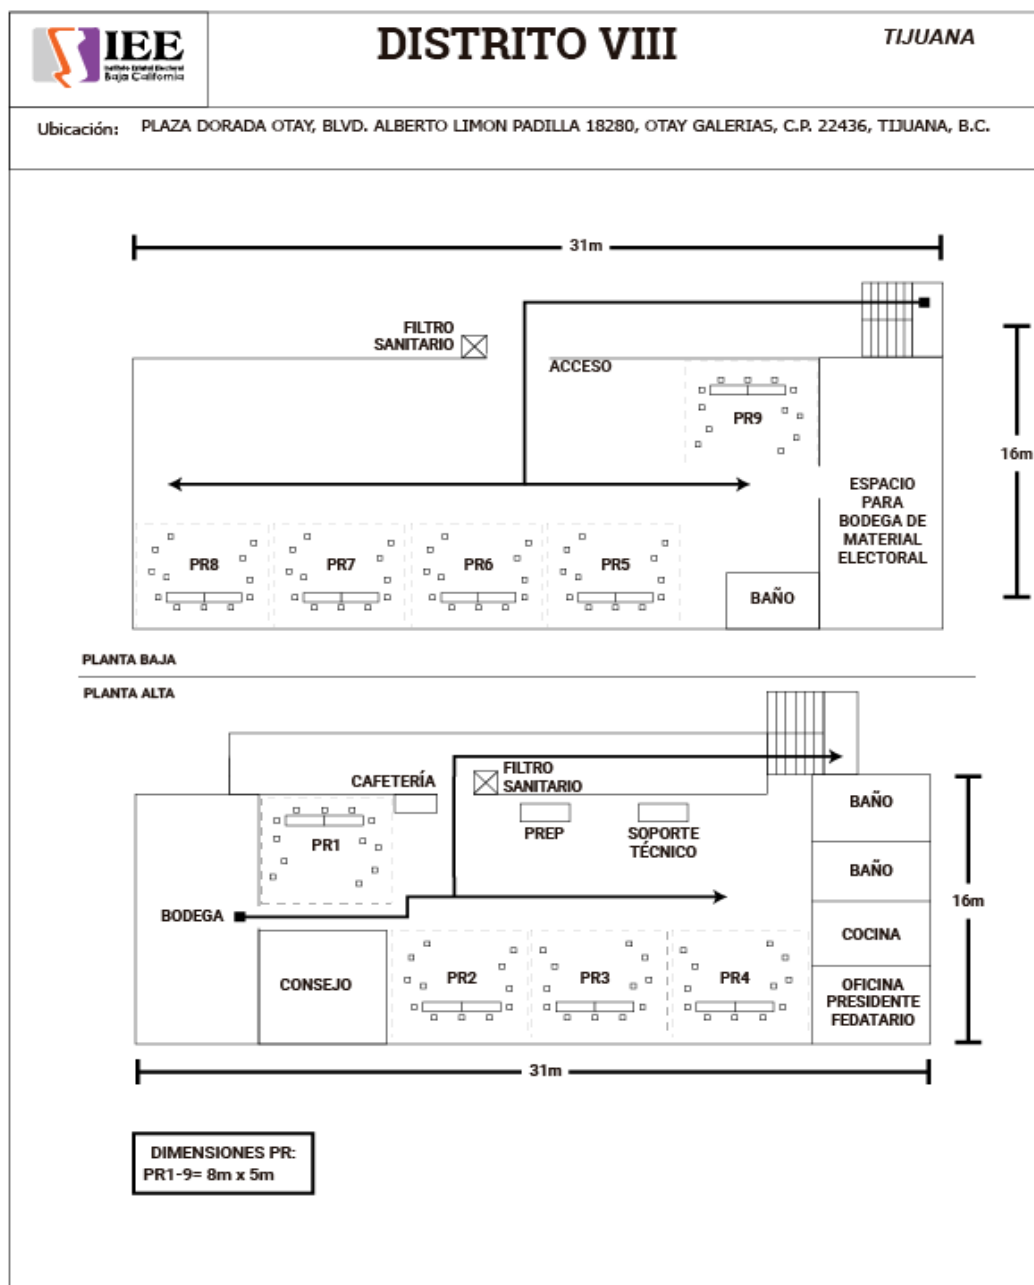 IEE
Instituto Estatal Electoral
Baja California
DISTRITO VIII
TIJUANA
Ubicación: PLAZA DORADA OTAY, BLVD. ALBERTO LIMON PADILLA 18280, OTAY GALERIAS, C.P. 22436, TIJUANA, B.C.
31m
FILTRO
SANITARIO
ACCESO
PR9
16m
ESPACIO
PARA
BODEGA DE
MATERIAL
ELECTORAL
PR8
PR7
PR6
PR5
BAÑO
PLANTA BAJA
PLANTA ALTA
CAFETERÍA
FILTRO
SANITARIO
PREP
SOPORTE
TÉCNICO
BAÑO
PR1
BAÑO
16m
BODEGA
COCINA
CONSEJO
PR2
PR3
PR4
OFICINA
PRESIDENTE
FEDATARIO
31m
DIMENSIONES PR:
PR1-9= 8m x 5m